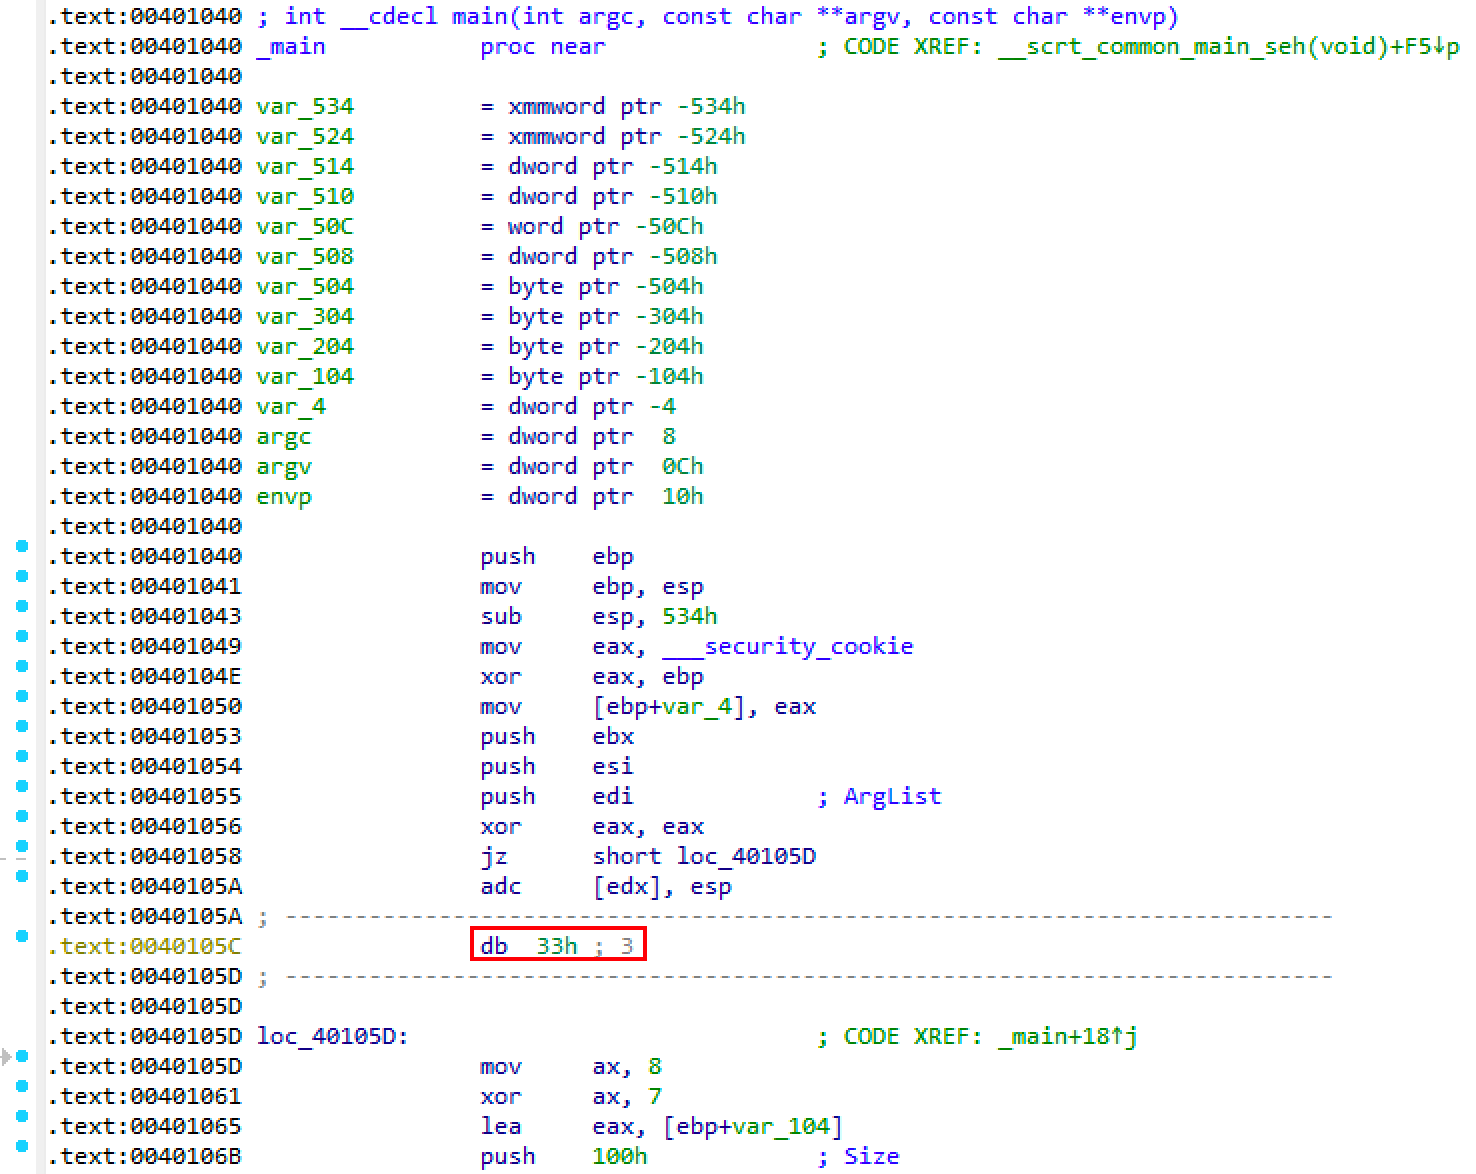 .text:00401040 ; int __cdecl main(int argc, const char **argv, const char **envp)
.text:00401040 _main           proc near               ; CODE XREF: __scrt_common_main_seh(void)+F5↓p
.text:00401040
.text:00401040 var_534         = xmmword ptr -534h
.text:00401040 var_524         = xmmword ptr -524h
.text:00401040 var_514         = dword ptr -514h
.text:00401040 var_510         = dword ptr -510h
.text:00401040 var_50C         = word ptr -50Ch
.text:00401040 var_508         = dword ptr -508h
.text:00401040 var_504         = byte ptr -504h
.text:00401040 var_304         = byte ptr -304h
.text:00401040 var_204         = byte ptr -204h
.text:00401040 var_104         = byte ptr -104h
.text:00401040 var_4           = dword ptr -4
.text:00401040 argc            = dword ptr  8
.text:00401040 argv            = dword ptr  0Ch
.text:00401040 envp            = dword ptr  10h
.text:00401040
.text:00401040                 push    ebp
.text:00401041                 mov     ebp, esp
.text:00401043                 sub     esp, 534h
.text:00401049                 mov     eax, ___security_cookie
.text:0040104E                 xor     eax, ebp
.text:00401050                 mov     [ebp+var_4], eax
.text:00401053                 push    ebx
.text:00401054                 push    esi
.text:00401055                 push    edi             ; ArgList
.text:00401056                 xor     eax, eax
.text:00401058                 jz      short loc_40105D
.text:0040105A                 adc     [edx], esp
.text:0040105A ; ---------------------------------------------------------------------------
.text:0040105C                 db  33h ; 3
.text:0040105D ; ---------------------------------------------------------------------------
.text:0040105D
.text:0040105D loc_40105D:                             ; CODE XREF: _main+18↑j
.text:0040105D                 mov     ax, 8
.text:00401061                 xor     ax, 7
.text:00401065                 lea     eax, [ebp+var_104]
.text:0040106B                 push    100h            ; Size